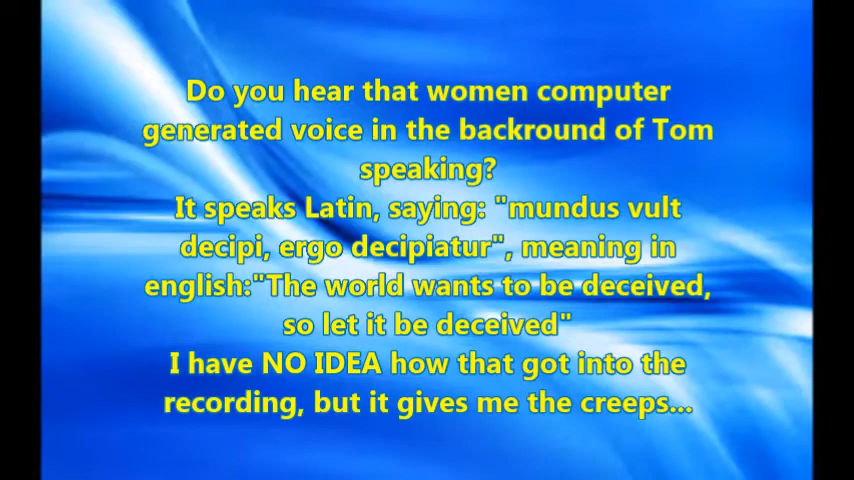 Do you hear that women computer
generated voice in the backround of Tom
speaking?
It speaks Latin, saying: "mundus vult
decipi, ergo decipiatur", meaning in
english:"The world wants to be deceived,
so let it be deceived"
I have NO IDEA how that got into the
recording, but it gives me the creeps...